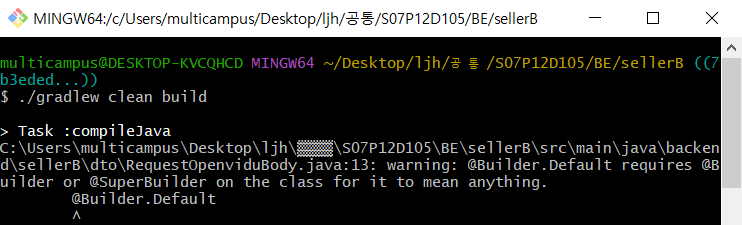 MINGW64:/c/Users/multicampus/Desktop/ljh/공통/S07P12D105/BE/sellerB
multicampus@DESKTOP-KVCQHCD MINGW64 ~/Desktop/ljh/공통/S07P12D105/BE/sellerB ((7
b3eded...))
$ ./gradlew clean build
> Task :compileJava
C:\Users\multicampus\Desktop\ljh\▒▒▒▒\S07P12D105\BE\sellerB\src\main\java\backen
d\sellerB\dto\RequestOpenviduBody.java:13: warning: @Builder.Default requires @B
uilder or @SuperBuilder on the class for it to mean anything.
@Builder.Default
^